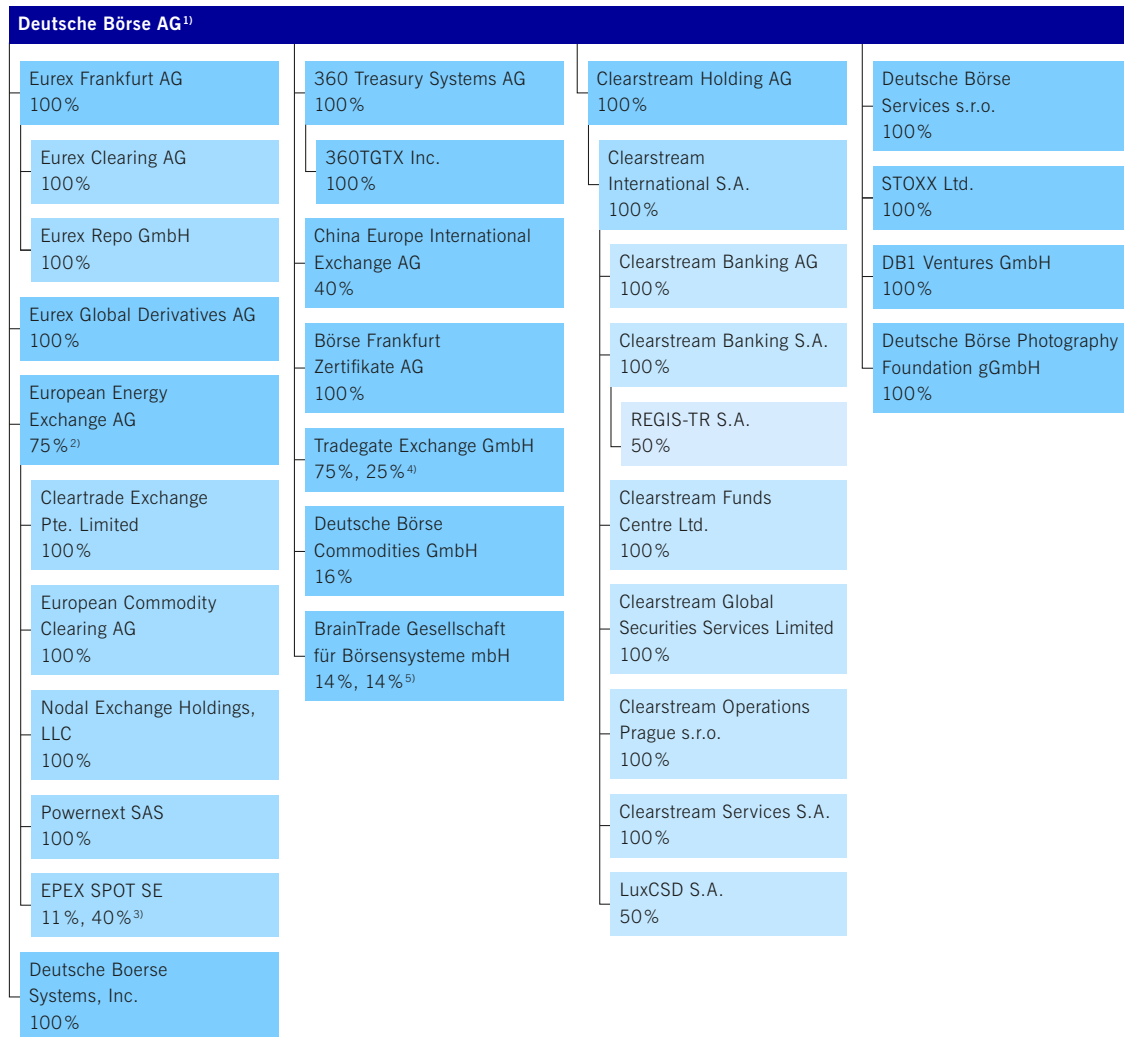 Deutsche Börse AG1)
Eurex Frankfurt AG
100%
Eurex Clearing AG
100%
Eurex Repo GmbH
100%
Eurex Global Derivatives AG
100%
European Energy
Exchange AG
75%2)
Cleartrade Exchange
Pte. Limited
100%
European Commodity
Clearing AG
100%
Nodal Exchange Holdings,
LLC
100%
Powernext SAS
100%
EPEX SPOT SE
11%, 40%3)
Deutsche Boerse
Systems, Inc.
100%
360 Treasury Systems AG
100%
360TGTX Inc.
100%
China Europe International
Exchange AG
40%
Börse Frankfurt
Zertifikate AG
100%
Tradegate Exchange GmbH
75%, 25%4)
Deutsche Börse
Commodities GmbH
16%
BrainTrade Gesellschaft
für Börsensysteme mbH
14%, 14%5)
Clearstream Holding AG
100%
Clearstream
International S.A.
100%
Clearstream Banking AG
100%
Clearstream Banking S.A.
100%
REGIS-TR S.A.
50%
Clearstream Funds
Centre Ltd.
100%
Clearstream Global
Securities Services Limited
100%
Clearstream Operations
Prague s.r.o.
100%
Clearstream Services S.A.
100%
LuxCSD S.A.
50%
Deutsche Börse
Services s.r.o.
100%
STOXX Ltd.
100%
DB1 Ventures GmbH
100%
Deutsche Börse Photography
Foundation gGmbH
100%